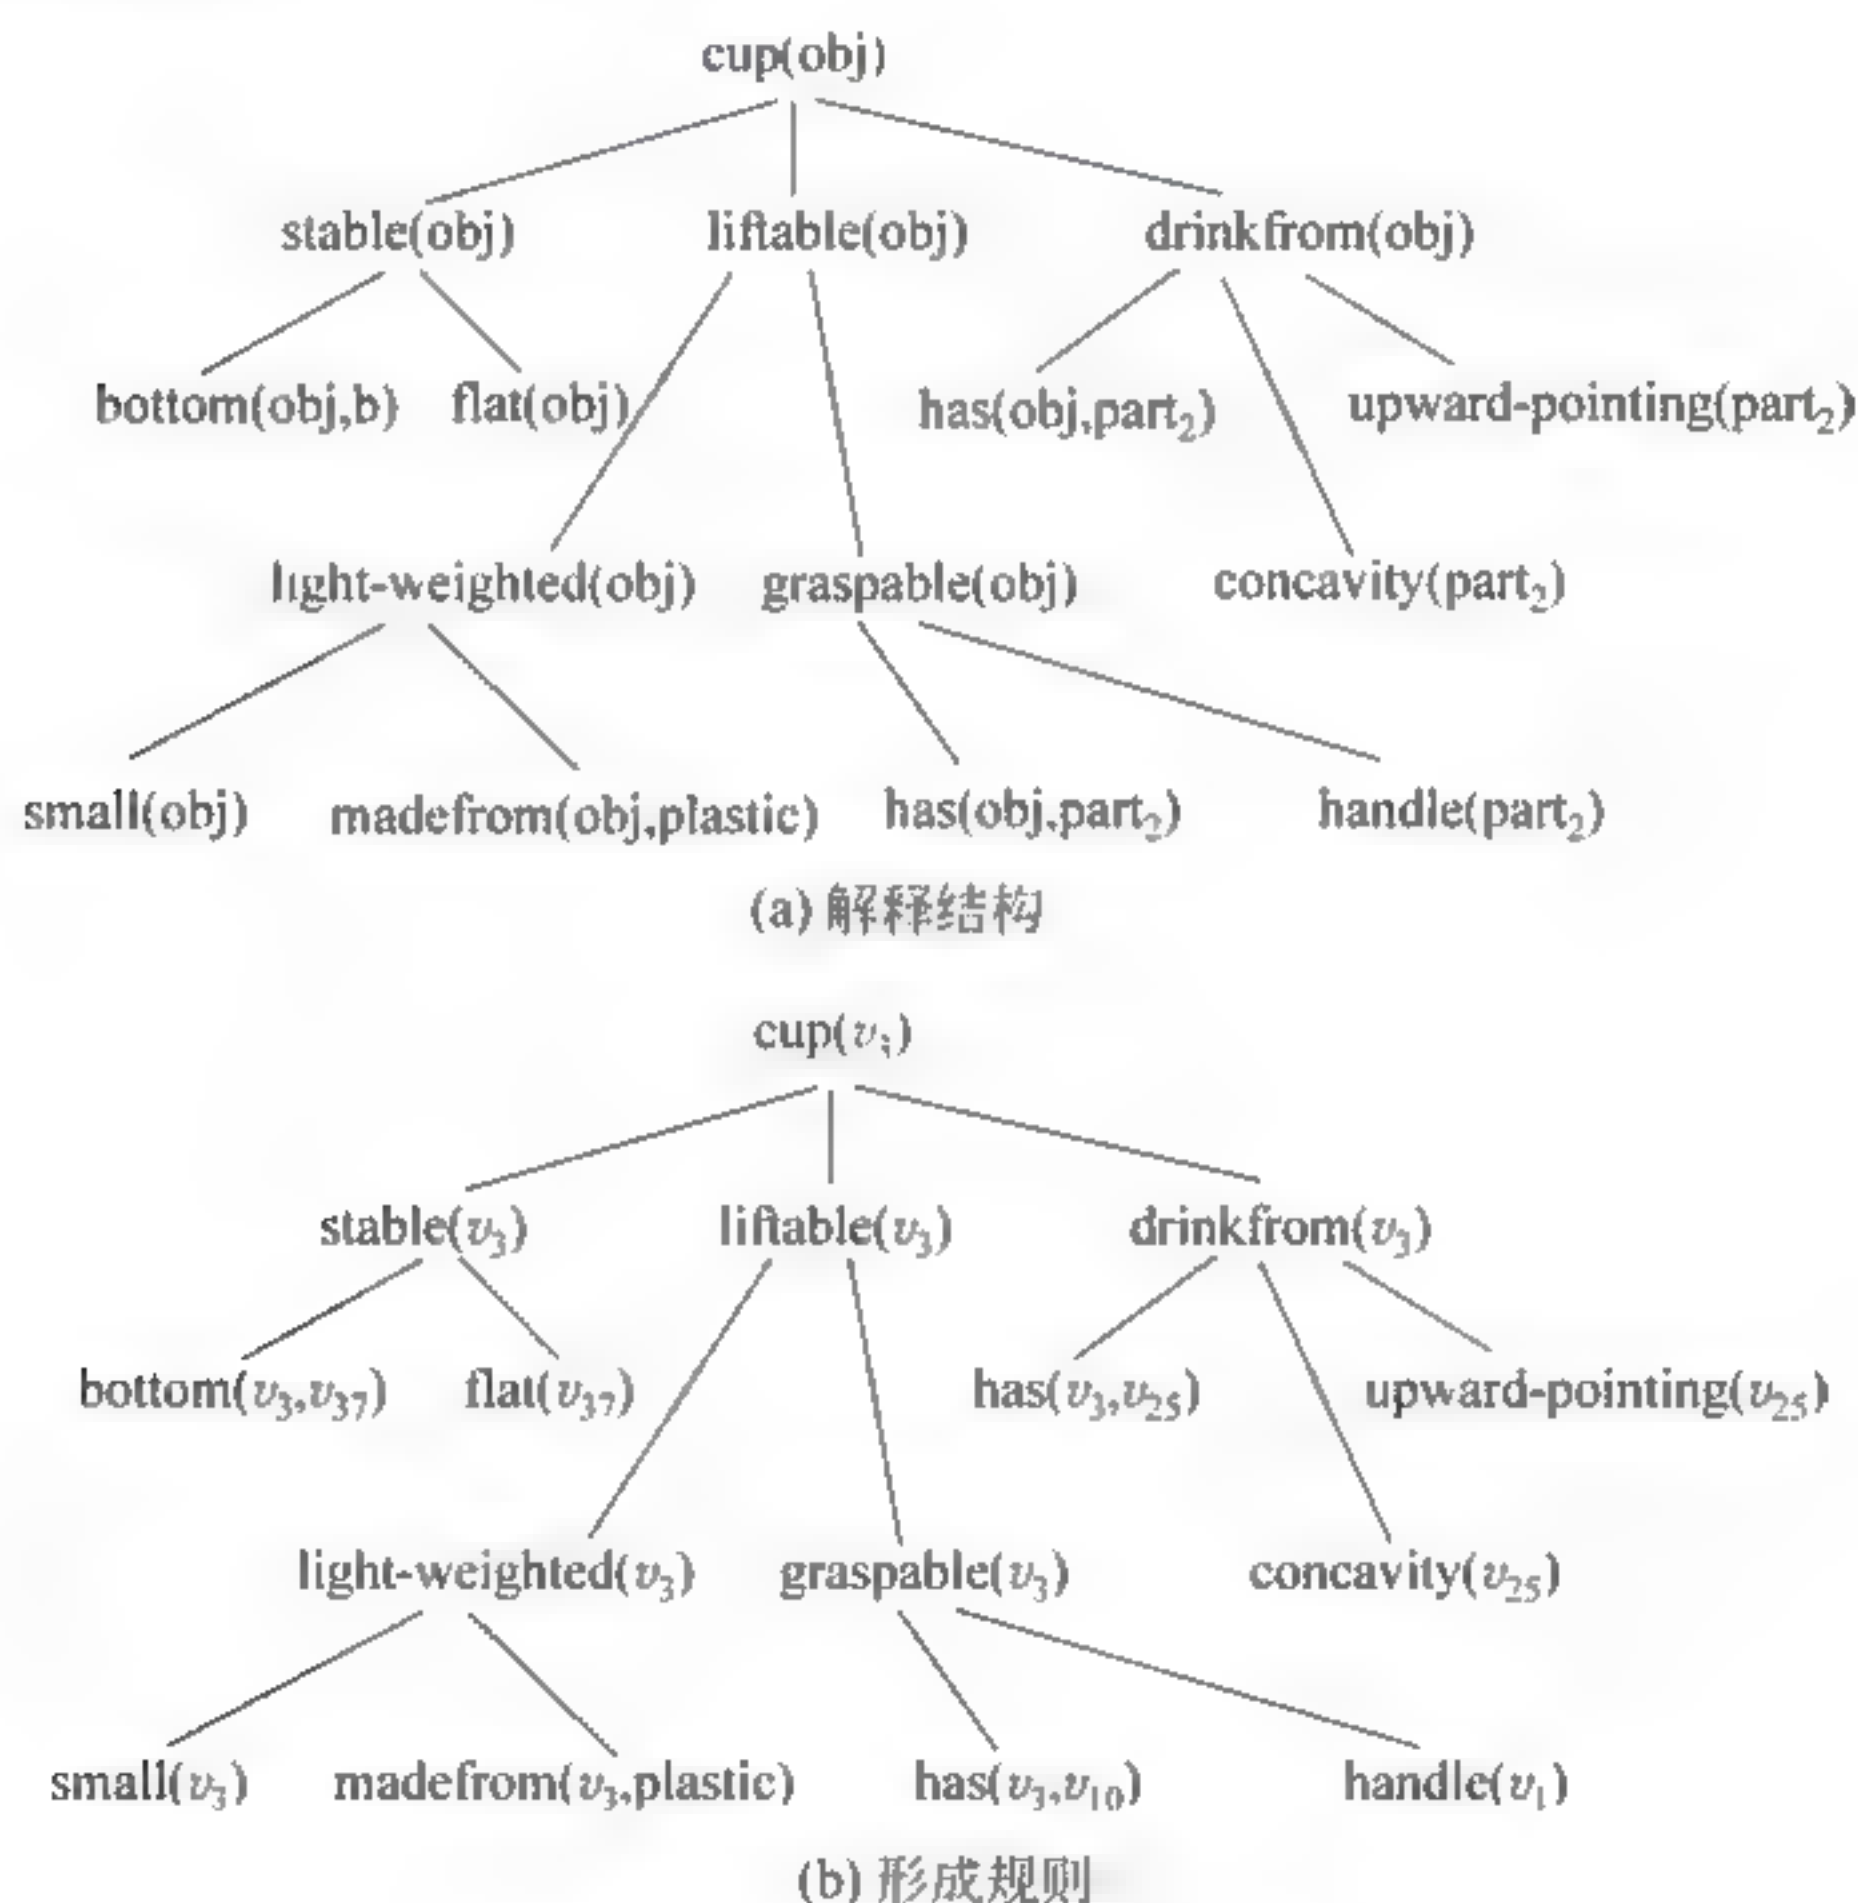 cup(obj)
stable(obj) liftable(obj) drinkfrom(obj)
bottom(obj,b) flat(obj) has(obj,part₂) upward-pointing(part₂)
light-weighted(obj) graspable(obj) concavity(part₂)
small(obj) madefrom(obj,plastic) has(obj,part₂) handle(part₂)
(a) 解释结构
cup(v₃)
stable(v₃) liftable(v₃) drinkfrom(v₃)
bottom(v₃,v₃₇) flat(v₃₇) has(v₃,v₂₅) upward-pointing(v₂₅)
light-weighted(v₃) graspable(v₃) concavity(v₂₅)
small(v₃) madefrom(v₃,plastic) has(v₃,v₁₀) handle(v₁)
(b) 形成规则